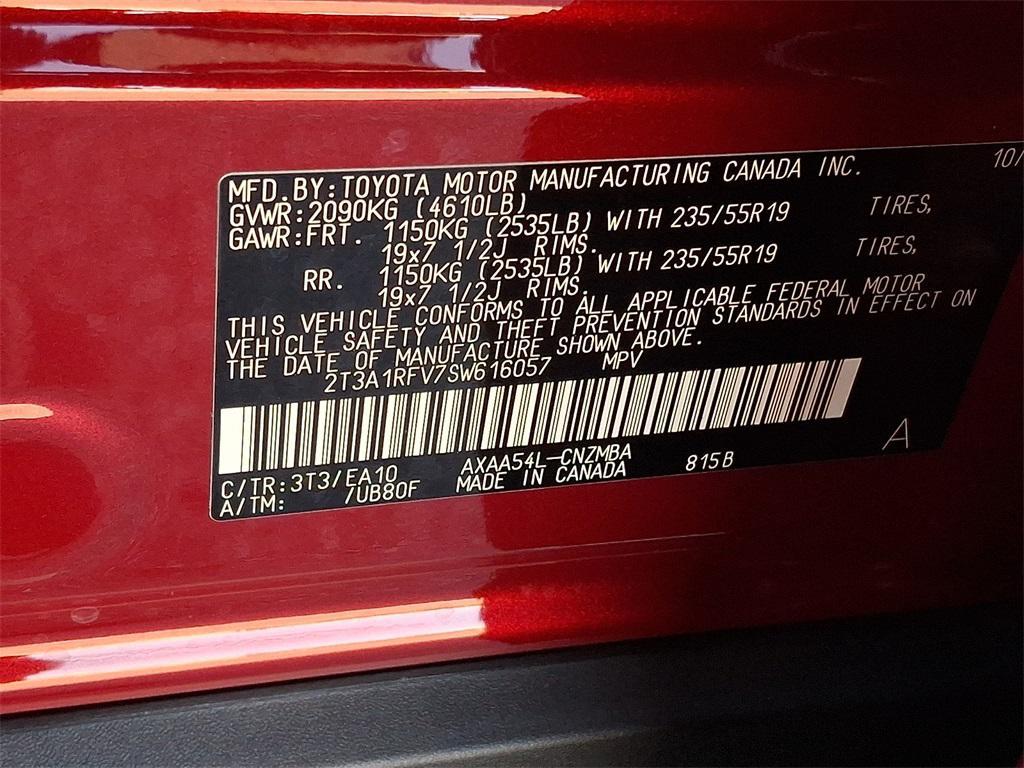 10/
MFD.BY:TOYOTA MOTOR MANUFACTURING CANADA INC.
GVWR:2090KG (4610LB)
GAWR:FRT. 1150KG (2535LB) WITH 235/55R19 TIRES,
19x7 1/2J RIMS.
RR. 1150KG (2535LB) WITH 235/55R19 TIRES,
19x7 1/2J RIMS.
THIS VEHICLE CONFORMS TO ALL APPLICABLE FEDERAL MOTOR
VEHICLE SAFETY AND THEFT PREVENTION STANDARDS IN EFFECT ON
THE DATE OF MANUFACTURE SHOWN ABOVE.
2T3A1RFV7SW616057 MPV
A
C/TR:3T3/EA10 AXAA54L-CNZMBA 815B
A/TM: /UB80F MADE IN CANADA